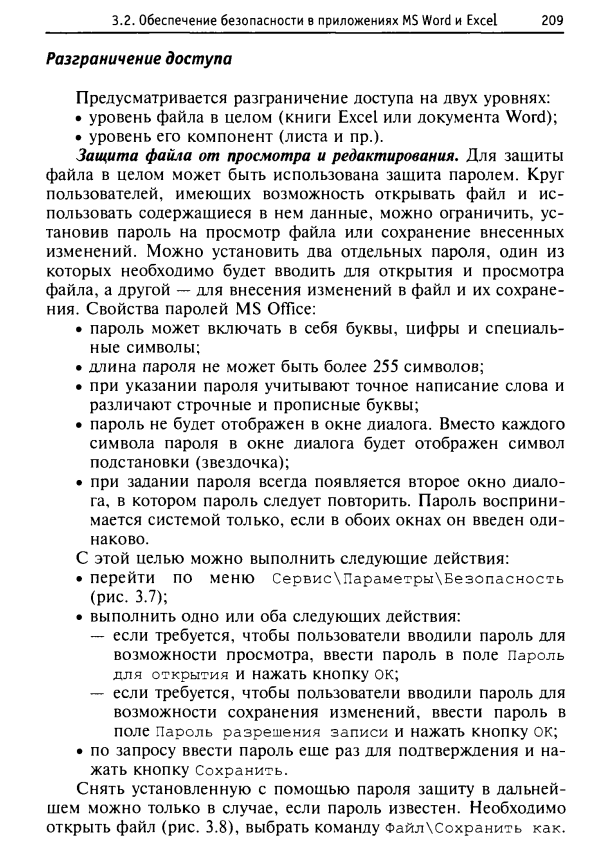 3.2. Обеспечение безопасности в приложениях MS Word и Excel 209
Разграничение доступа
Предусматривается разграничение доступа на двух уровнях:
• уровень файла в целом (книги Excel или документа Word);
• уровень его компонент (листа и пр.).
Защита файла от просмотра и редактирования. Для защиты
файла в целом может быть использована защита паролем. Круг
пользователей, имеющих возможность открывать файл и ис-
пользовать содержащиеся в нем данные, можно ограничить, ус-
тановив пароль на просмотр файла или сохранение внесенных
изменений. Можно установить два отдельных пароля, один из
которых необходимо будет вводить для открытия и просмотра
файла, а другой — для внесения изменений в файл и их сохране-
ния. Свойства паролей MS Office:
• пароль может включать в себя буквы, цифры и специаль-
ные символы;
• длина пароля не может быть более 255 символов;
• при указании пароля учитывают точное написание слова и
различают строчные и прописные буквы;
• пароль не будет отображен в окне диалога. Вместо каждого
символа пароля в окне диалога будет отображен символ
подстановки (звездочка);
• при задании пароля всегда появляется второе окно диало-
га, в котором пароль следует повторить. Пароль восприни-
мается системой только, если в обоих окнах он введен оди-
наково.
С этой целью можно выполнить следующие действия:
• перейти по меню Сервис\Параметры\Безопасность
(рис. 3.7);
• выполнить одно или оба следующих действия:
— если требуется, чтобы пользователи вводили пароль для
возможности просмотра, ввести пароль в поле Пароль
для открытия и нажать кнопку ОК;
— если требуется, чтобы пользователи вводили пароль для
возможности сохранения изменений, ввести пароль в
поле Пароль разрешения записи и нажать кнопку ОК;
• по запросу ввести пароль еще раз для подтверждения и на-
жать кнопку Сохранить.
Снять установленную с помощью пароля защиту в дальней-
шем можно только в случае, если пароль известен. Необходимо
открыть файл (рис. 3.8), выбрать команду Файл\Сохранить как.